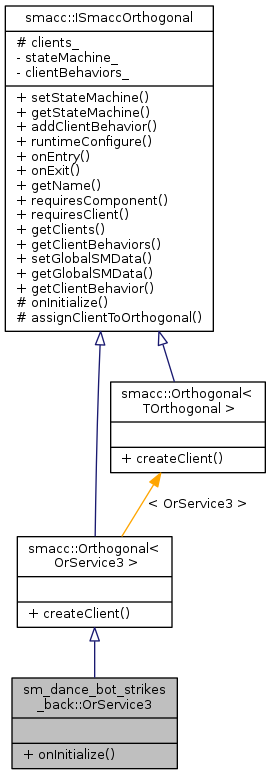 smacc::ISmaccOrthogonal
# clients_
- stateMachine_
- clientBehaviors_
+ setStateMachine()
+ getStateMachine()
+ addClientBehavior()
+ runtimeConfigure()
+ onEntry()
+ onExit()
+ getName()
+ requiresComponent()
+ requiresClient()
+ getClients()
+ getClientBehaviors()
+ setGlobalSMData()
+ getGlobalSMData()
+ getClientBehavior()
# onInitialize()
# assignClientToOrthogonal()
smacc::Orthogonal<
TOrthogonal >
+ createClient()
< OrService3 >
smacc::Orthogonal<
OrService3 >
+ createClient()
sm_dance_bot_strikes
_back::OrService3
+ onInitialize()